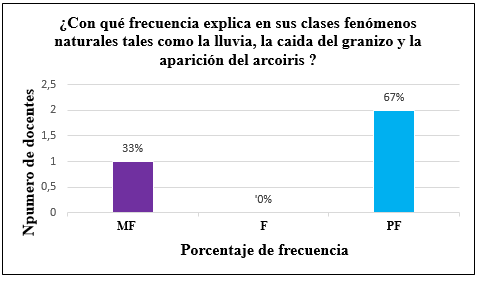 ¿Con qué frecuencia explica en sus clases fenómenos
naturales tales como la lluvia, la caida del granizo y la
aparición del arcoiris ?
Npumero de docentes
2,5
2
1,5
1
0,5
0
33%
'0%
67%
MF
F
PF
Porcentaje de frecuencia